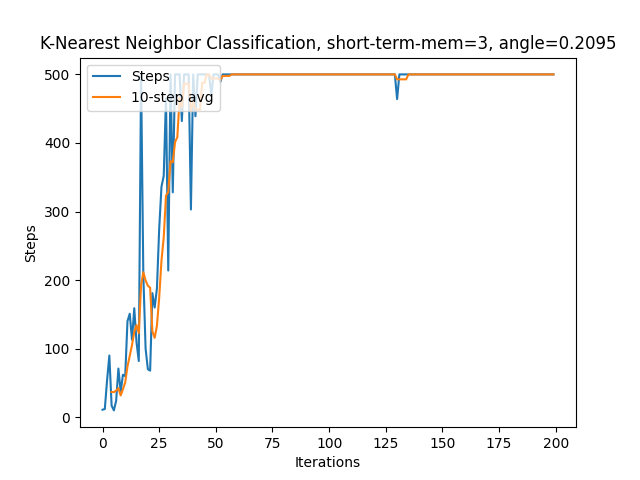 K-Nearest Neighbor Classification, short-term-mem=3, angle=0.2095
500
400
300
200
100
0
Steps
Steps
10-step avg
0 25 50 75 100 125 150 175 200
Iterations